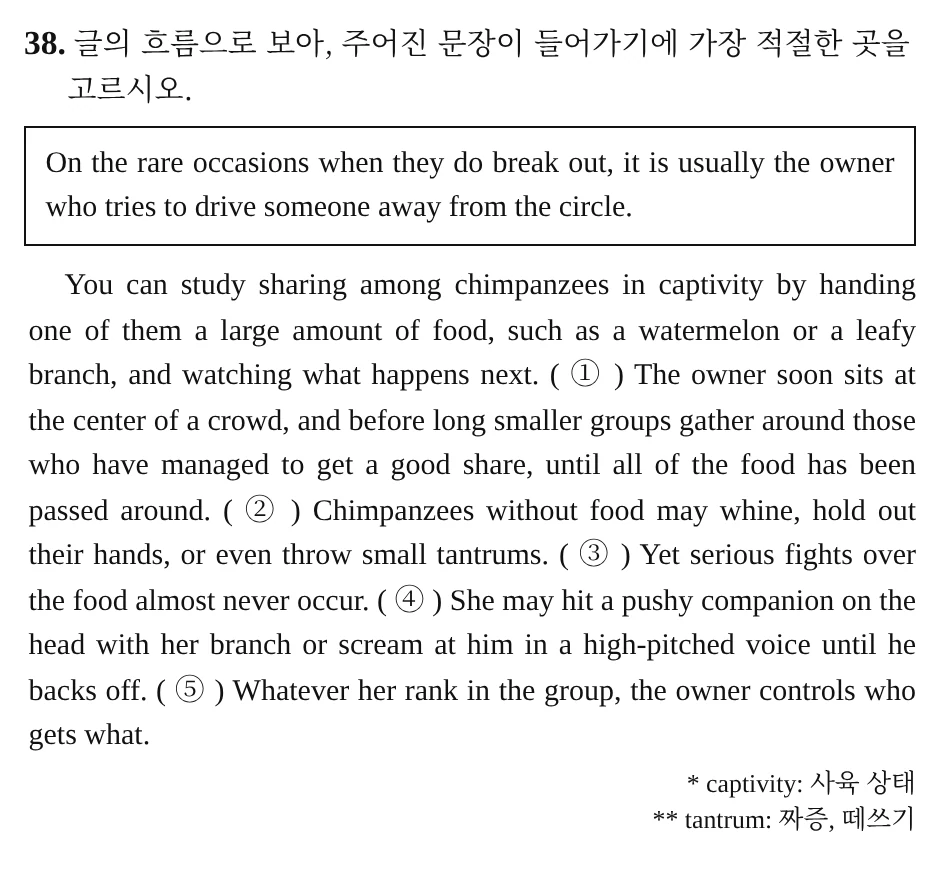 38. 글의 흐름으로 보아, 주어진 문장이 들어가기에 가장 적절한 곳을
고르시오.
On the rare occasions when they do break out, it is usually the owner
who tries to drive someone away from the circle.
You can study sharing among chimpanzees in captivity by handing
one of them a large amount of food, such as a watermelon or a leafy
branch, and watching what happens next. ( ① ) The owner soon sits at
the center of a crowd, and before long smaller groups gather around those
who have managed to get a good share, until all of the food has been
passed around. ( ② ) Chimpanzees without food may whine, hold out
their hands, or even throw small tantrums. ( ③ ) Yet serious fights over
the food almost never occur. ( ④ ) She may hit a pushy companion on the
head with her branch or scream at him in a high-pitched voice until he
backs off. ( ⑤ ) Whatever her rank in the group, the owner controls who
gets what.
* captivity: 사육 상태
** tantrum: 짜증, 떼쓰기